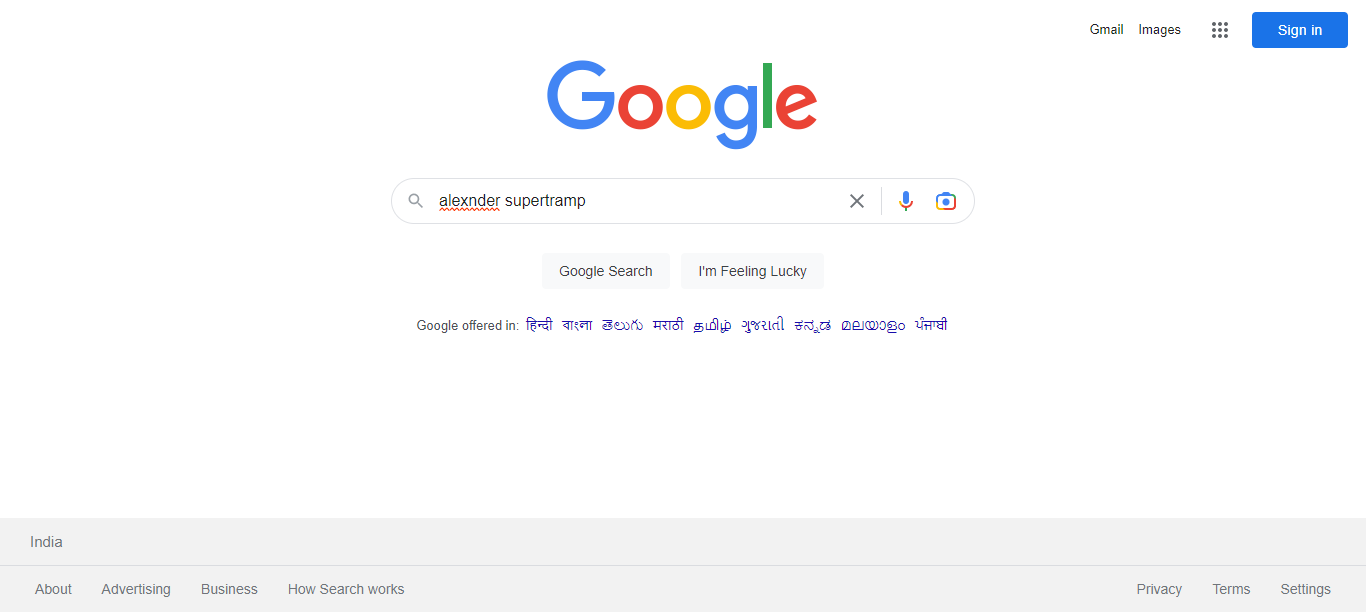 Gmail Images Sign in
Google
alexnder supertramp
Google Search I'm Feeling Lucky
Google offered in: हिन्दी বাংলা తెలుగు मराठी தமிழ் ગુજરાતી ಕನ್ನಡ മലയാളം ਪੰਜਾਬੀ
India
About Advertising Business How Search works Privacy Terms Settings